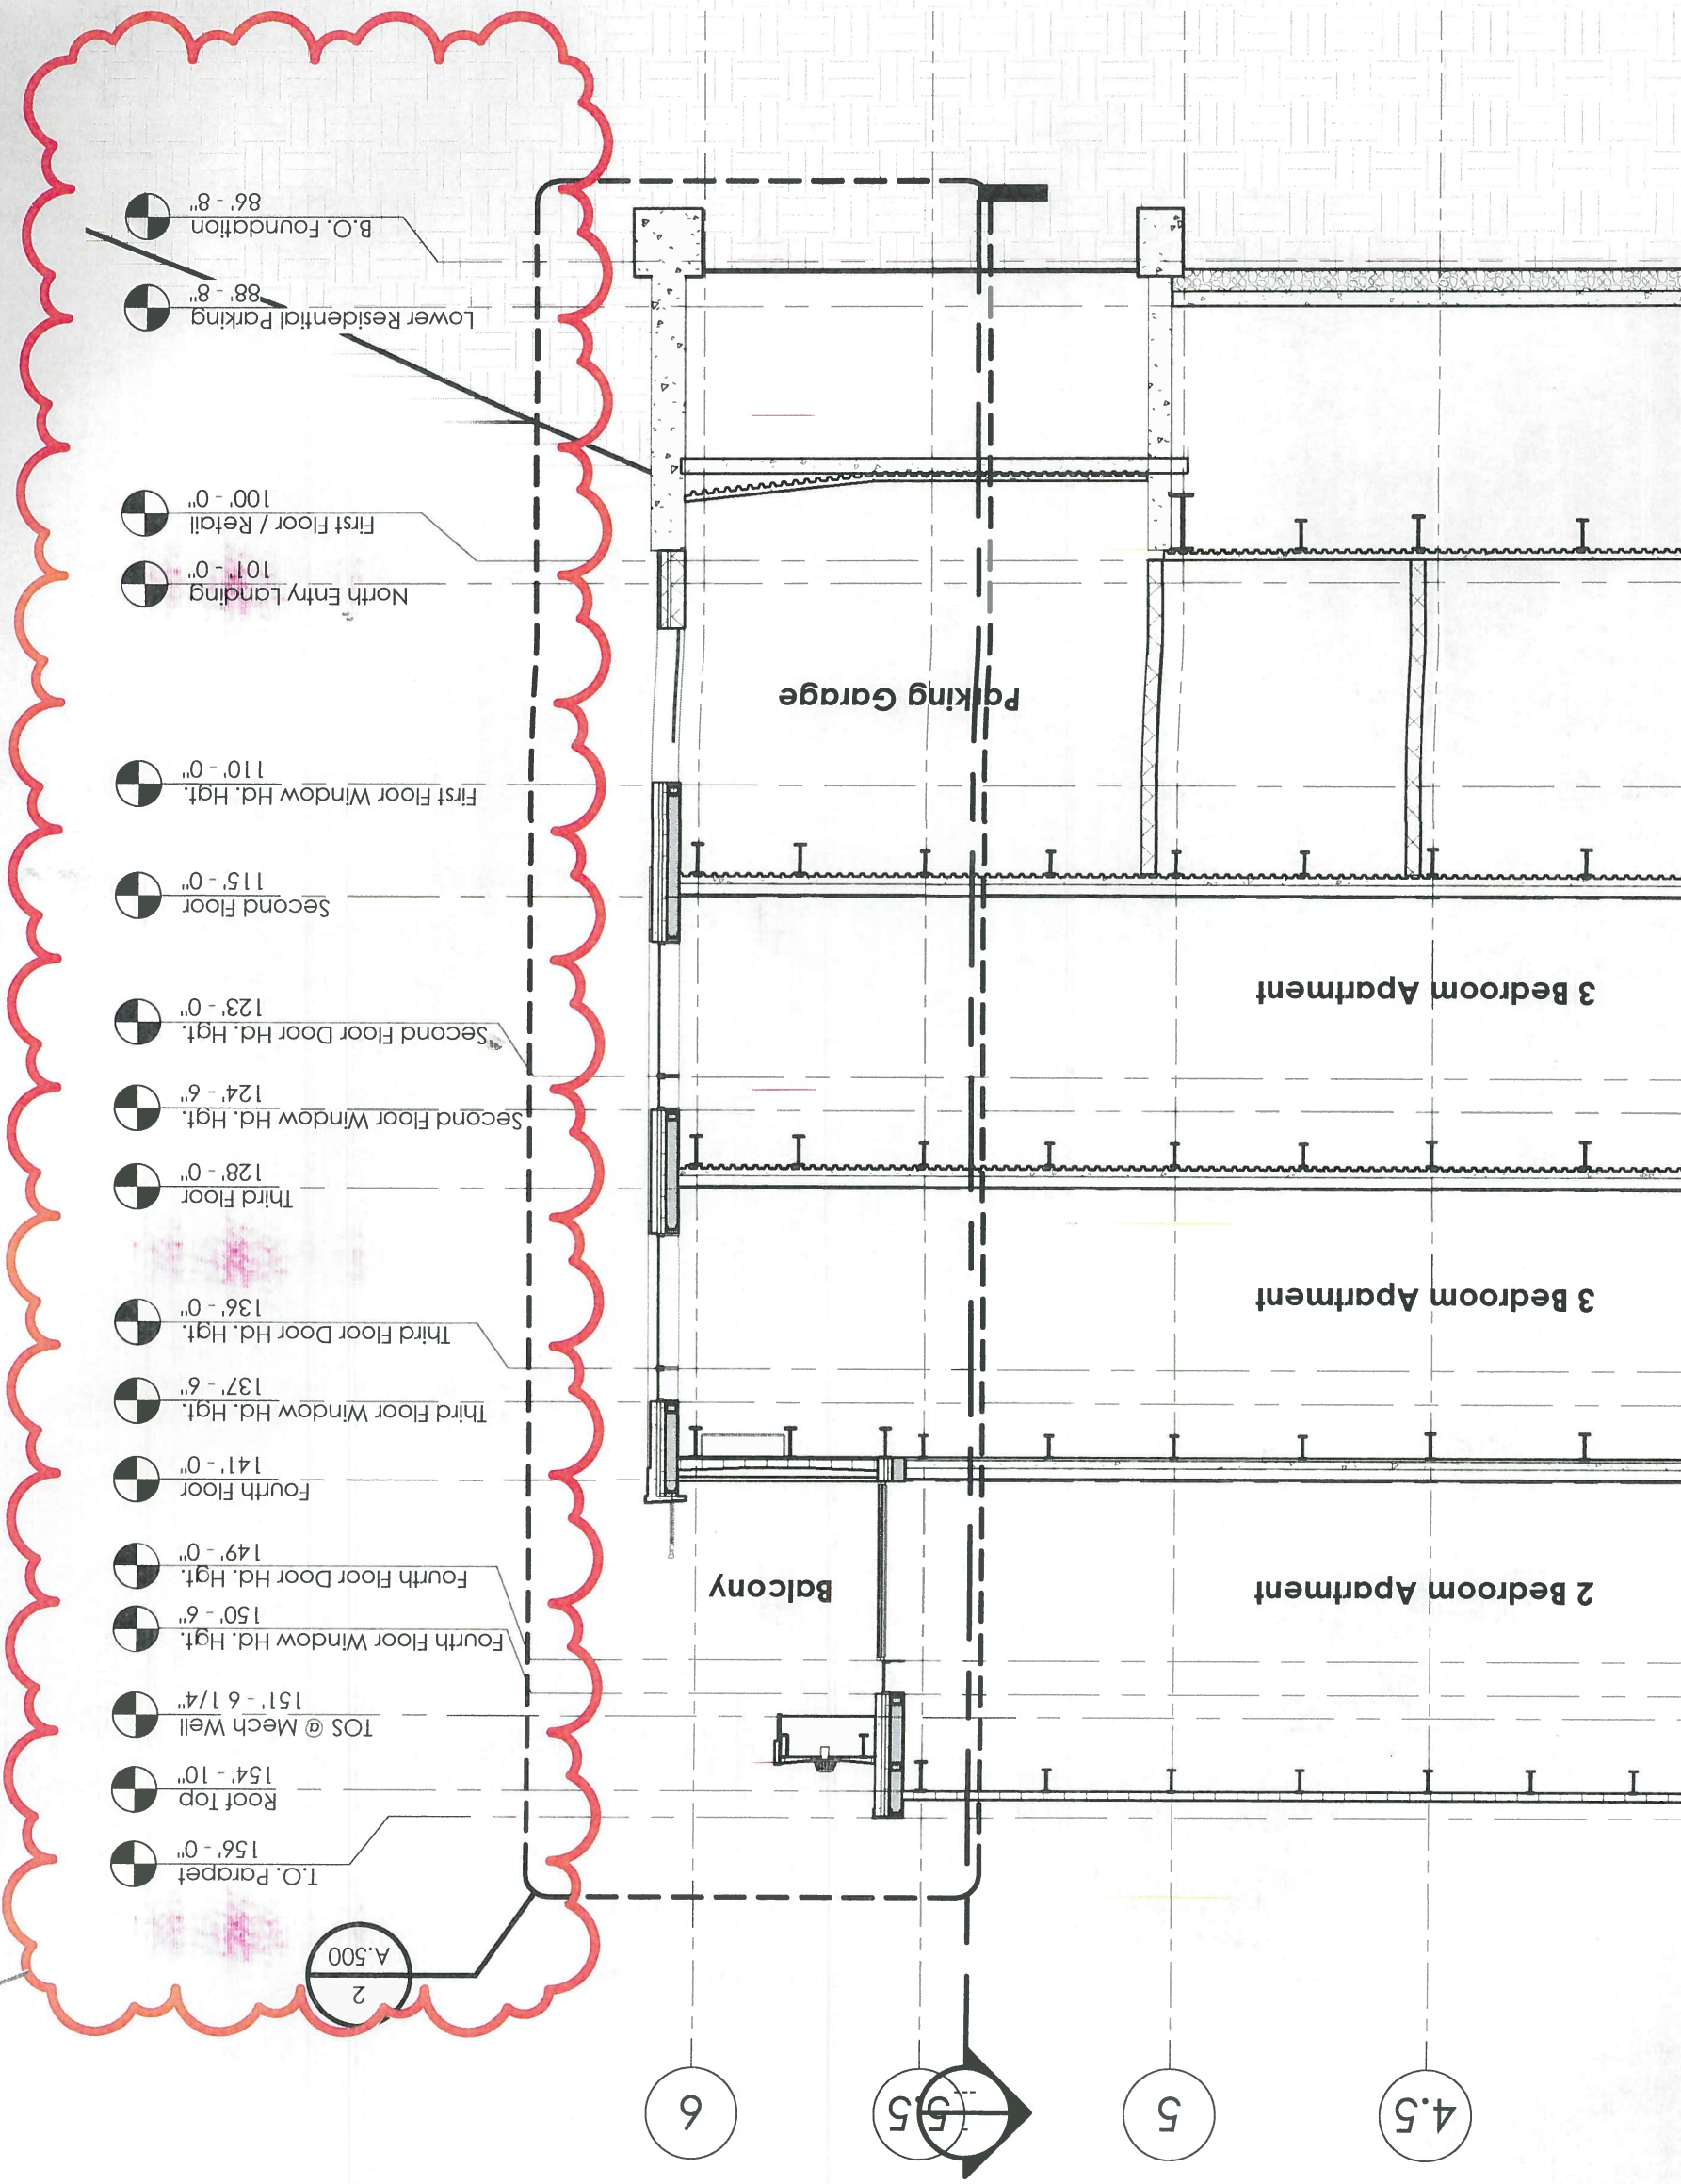 4.5
5
5.5
6
---
2
A.500
T.O. Parapet
156' - 0"
Roof Top
154' - 10"
TOS @ Mech Well
151' - 6 1/4"
Fourth Floor Window Hd. Hgt.
150' - 6"
2 Bedroom Apartment
Balcony
Fourth Floor Door Hd. Hgt.
149' - 0"
Fourth Floor
141' - 0"
Third Floor Window Hd. Hgt.
137' - 6"
Third Floor Door Hd. Hgt.
136' - 0"
3 Bedroom Apartment
Third Floor
128' - 0"
Second Floor Window Hd. Hgt.
124' - 6"
Second Floor Door Hd. Hgt.
123' - 0"
3 Bedroom Apartment
Second Floor
115' - 0"
First Floor Window Hd. Hgt.
110' - 0"
Parking Garage
North Entry Landing
101' - 0"
First Floor / Retail
100' - 0"
Lower Residential Parking
88' - 8"
B.O. Foundation
86' - 8"